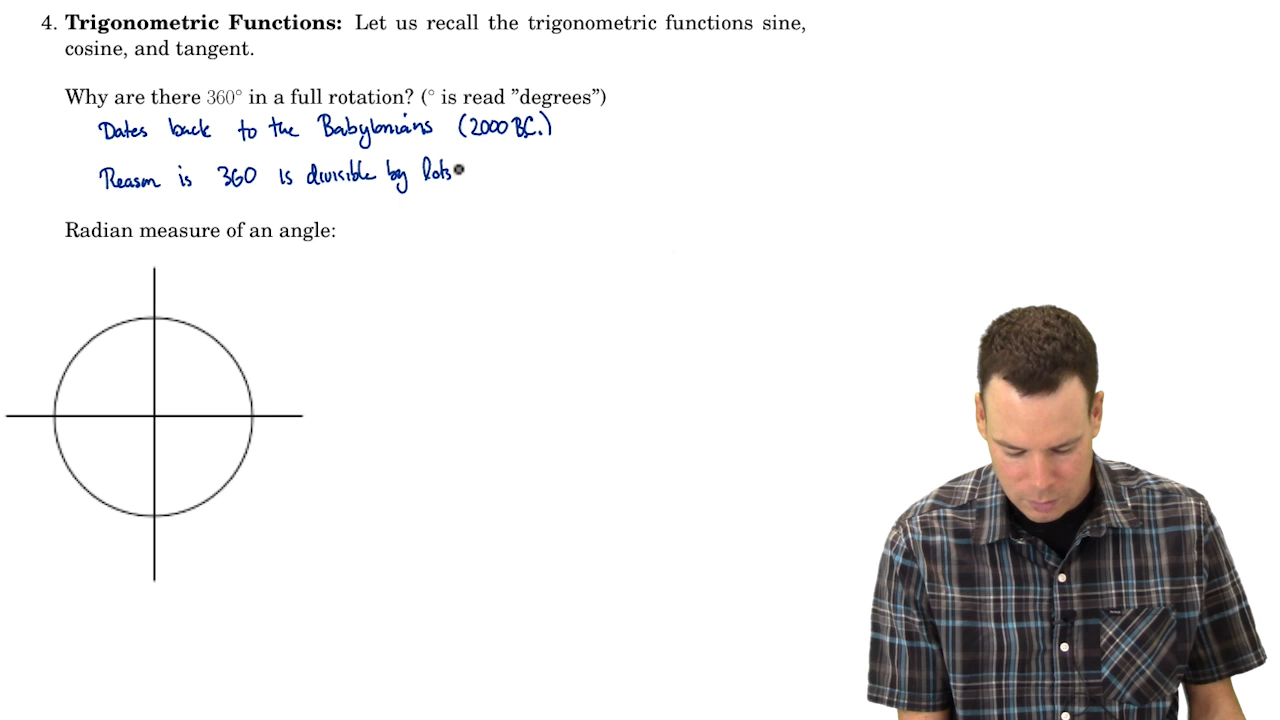 4. Trigonometric Functions: Let us recall the trigonometric functions sine,
cosine, and tangent.
Why are there 360° in a full rotation? (° is read ”degrees”)
Dates back to the Babylonians (2000 B.C.)
Reason is 360 is divisible by lots
Radian measure of an angle: